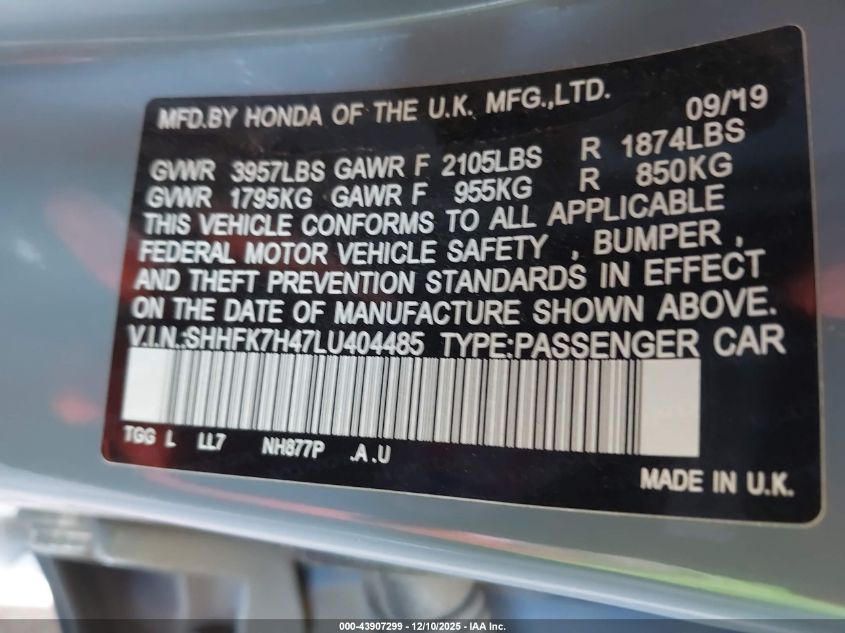 MFD.BY HONDA OF THE U.K. MFG.,LTD. 09/'19
GVWR 3957LBS GAWR F 2105LBS R 1874LBS
GVWR 1795KG GAWR F 955KG R 850KG
THIS VEHICLE CONFORMS TO ALL APPLICABLE
FEDERAL MOTOR VEHICLE SAFETY , BUMPER ,
AND THEFT PREVENTION STANDARDS IN EFFECT
ON THE DATE OF MANUFACTURE SHOWN ABOVE.
V.I.N.:SHHFK7H47LU404485 TYPE:PASSENGER CAR
TGG L LL7 NH877P .A .U
MADE IN U.K.
000-43907299 - 12/10/2025 - IAA Inc.